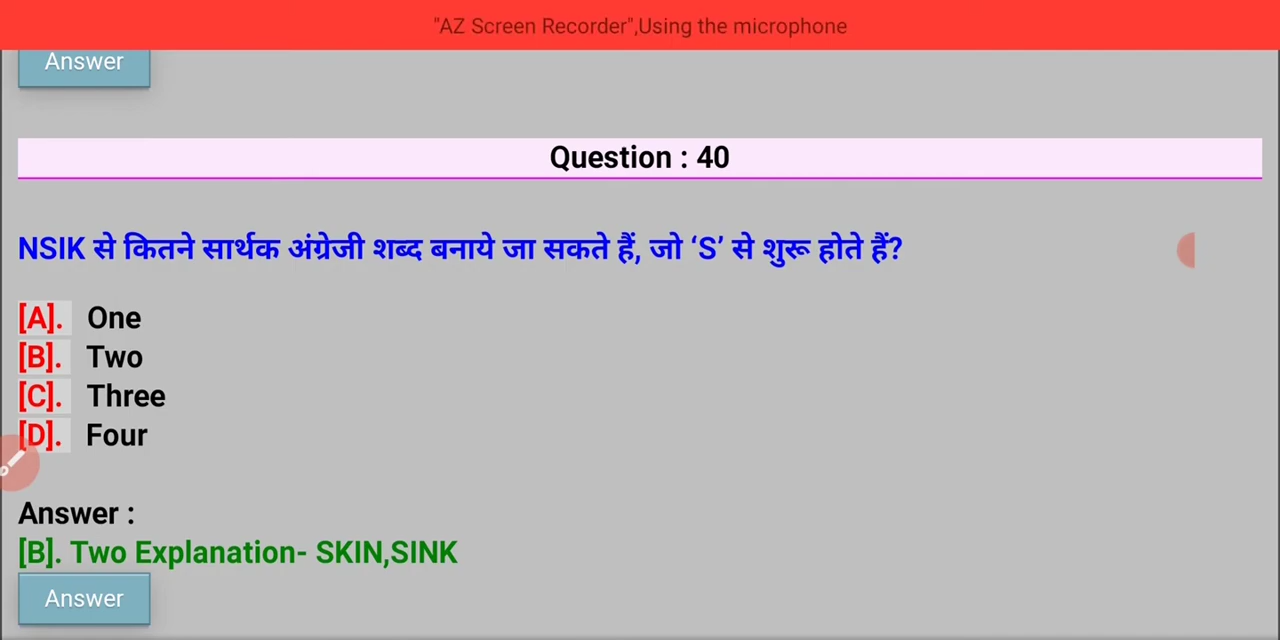 "AZ Screen Recorder",Using the microphone
Answer
Question : 40
NSIK से कितने सार्थक अंग्रेजी शब्द बनाये जा सकते हैं, जो ‘S’ से शुरू होते हैं?
[A]. One
[B]. Two
[C]. Three
[D]. Four
Answer :
[B]. Two Explanation- SKIN,SINK
Answer